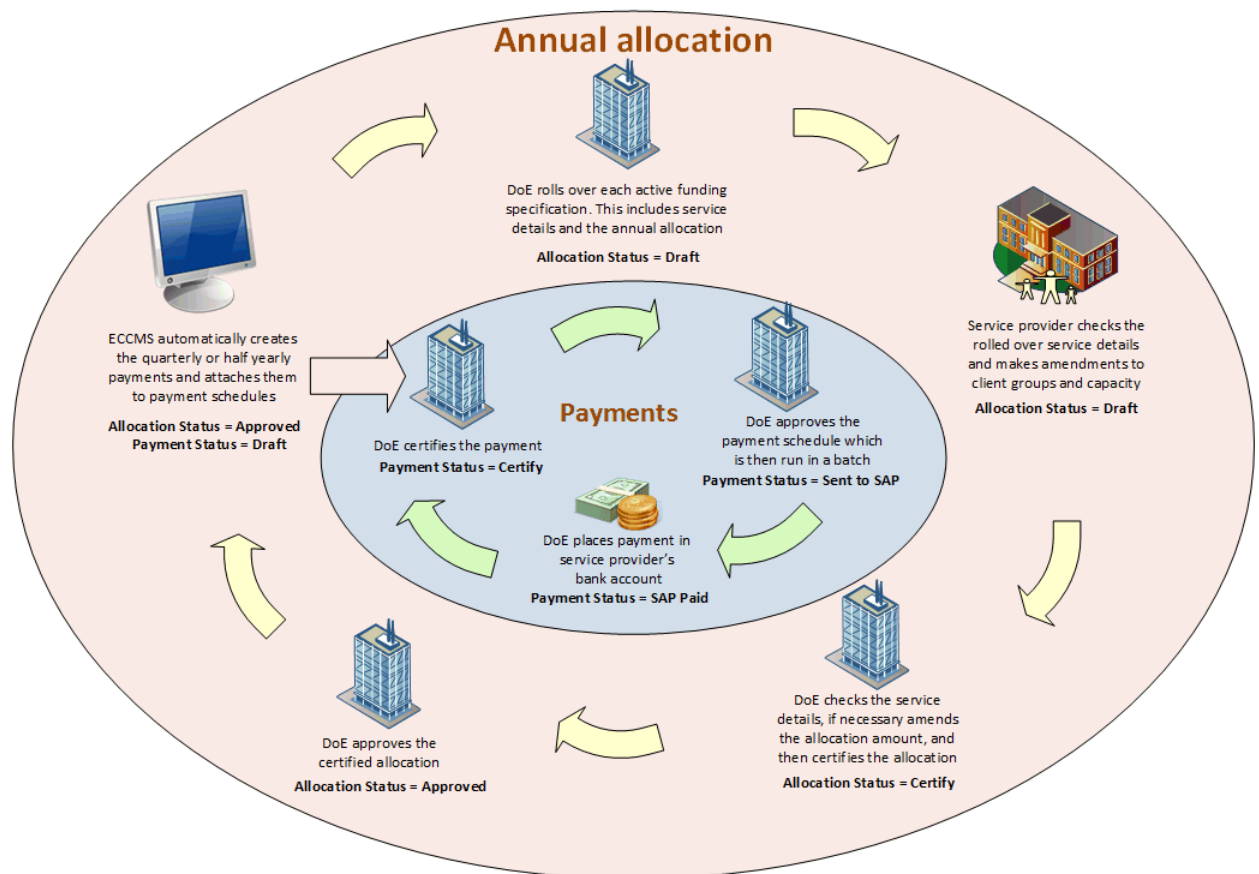 Annual allocation
DoE rolls over each active funding
specification. This includes service
details and the annual allocation
Allocation Status = Draft
Service provider checks the
rolled over service details
and makes amendments to
client groups and capacity
Allocation Status = Draft
DoE checks the service
details, if necessary amends
the allocation amount, and
then certifies the allocation
Allocation Status = Certify
DoE approves the
certified allocation
Allocation Status = Approved
ECCMS automatically creates
the quarterly or half yearly
payments and attaches them
to payment schedules
Allocation Status = Approved
Payment Status = Draft
Payments
DoE certifies the payment
Payment Status = Certify
DoE approves the
payment schedule which
is then run in a batch
Payment Status = Sent to SAP
DoE places payment in
service provider's
bank account
Payment Status = SAP Paid